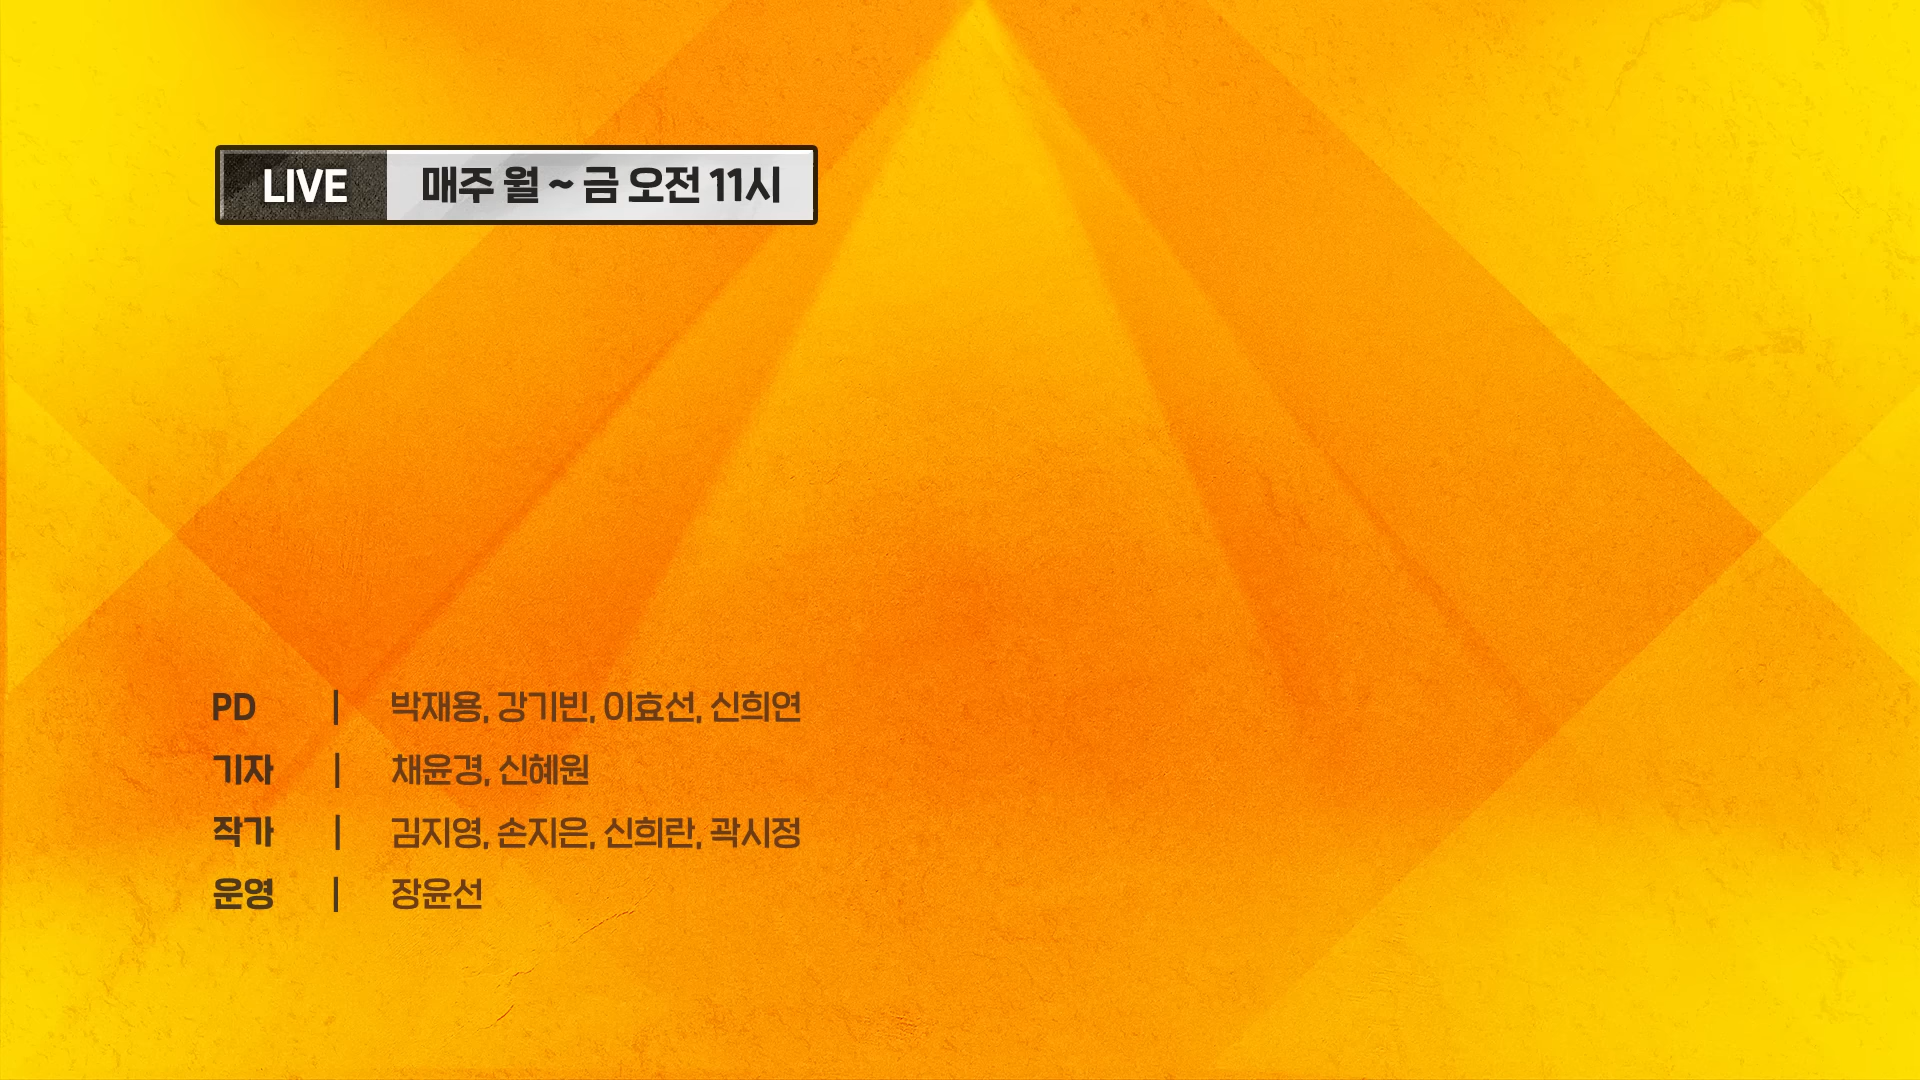 LIVE 매주 월 ~ 금 오전 11시
PD | 박재용, 강기빈, 이효선, 신희연
기자 | 채윤경, 신혜원
작가 | 김지영, 손지은, 신희란, 곽시정
운영 | 장윤선